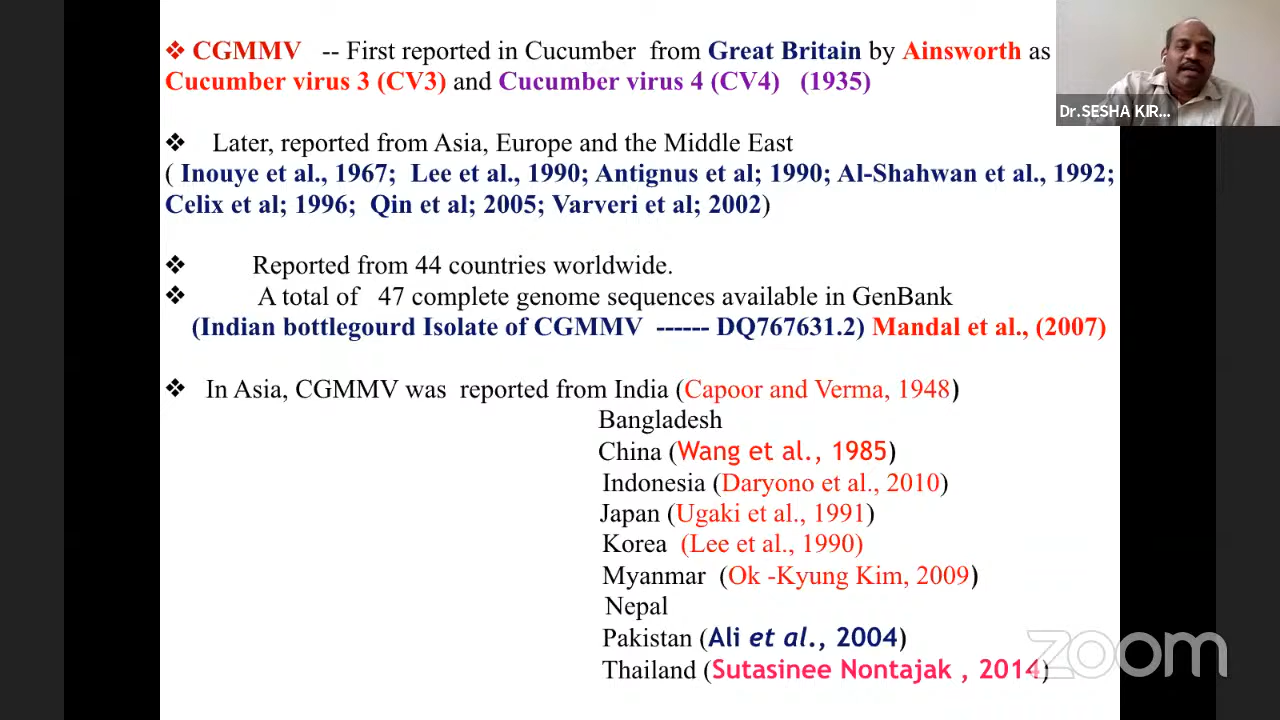 ❖ CGMMV -- First reported in Cucumber from Great Britain by Ainsworth as
Cucumber virus 3 (CV3) and Cucumber virus 4 (CV4) (1935)
❖ Later, reported from Asia, Europe and the Middle East
( Inouye et al., 1967; Lee et al., 1990; Antignus et al; 1990; Al-Shahwan et al., 1992;
Celix et al; 1996; Qin et al; 2005; Varveri et al; 2002)
❖ Reported from 44 countries worldwide.
❖ A total of 47 complete genome sequences available in GenBank
(Indian bottlegourd Isolate of CGMMV ------ DQ767631.2) Mandal et al., (2007)
❖ In Asia, CGMMV was reported from India (Capoor and Verma, 1948)
Bangladesh
China (Wang et al., 1985)
Indonesia (Daryono et al., 2010)
Japan (Ugaki et al., 1991)
Korea (Lee et al., 1990)
Myanmar (Ok -Kyung Kim, 2009)
Nepal
Pakistan (Ali et al., 2004)
Thailand (Sutasinee Nontajak , 2014)
Dr.SESHA KIR...
zoom